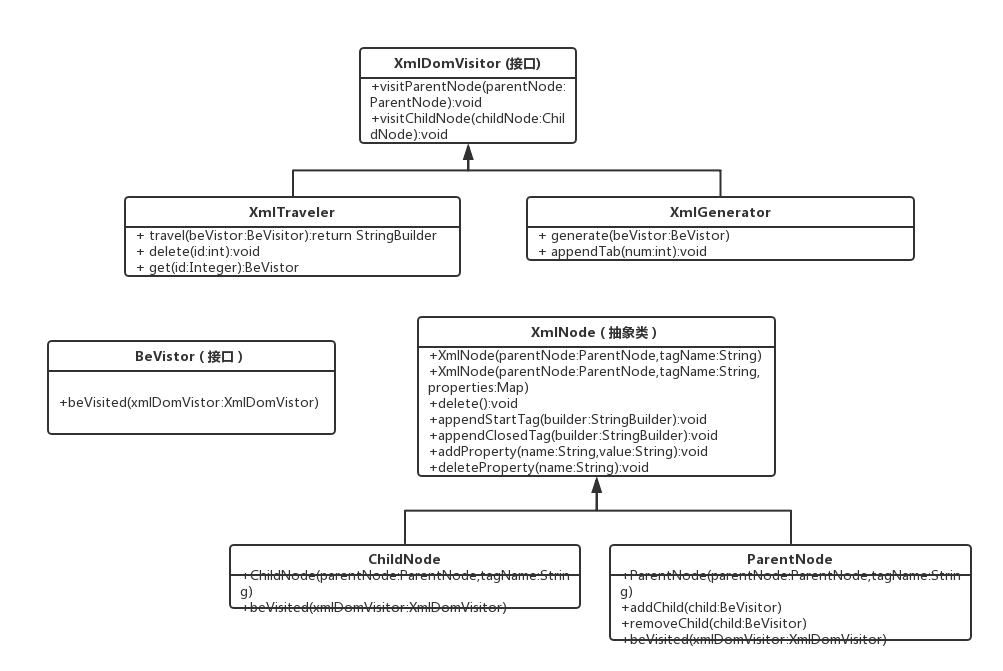 XmlDomVisitor (接口)
+visitParentNode(parentNode:
ParentNode):void
+visitChildNode(childNode:Chil
dNode):void
XmlTraveler
+ travel(beVistor:BeVisitor):return StringBuilder
+ delete(id:int):void
+ get(id:Integer):BeVistor
XmlGenerator
+ generate(beVistor:BeVistor)
+ appendTab(num:int):void
BeVistor ( 接口 )
+beVisited(xmlDomVistor:XmlDomVistor)
XmlNode ( 抽象类 )
+XmlNode(parentNode:ParentNode,tagName:String)
+XmlNode(parentNode:ParentNode,tagName:String,
properties:Map)
+delete():void
+appendStartTag(builder:StringBuilder):void
+appendClosedTag(builder:StringBuilder):void
+addProperty(name:String,value:String):void
+deleteProperty(name:String):void
ChildNode
+ChildNode(parentNode:ParentNode,tagName:Strin
g)
+beVisited(xmlDomVisitor:XmlDomVisitor)
ParentNode
+ParentNode(parentNode:ParentNode,tagName:Strin
g)
+addChild(child:BeVisitor)
+removeChild(child:BeVisitor)
+beVisited(xmlDomVisitor:XmlDomVisitor)